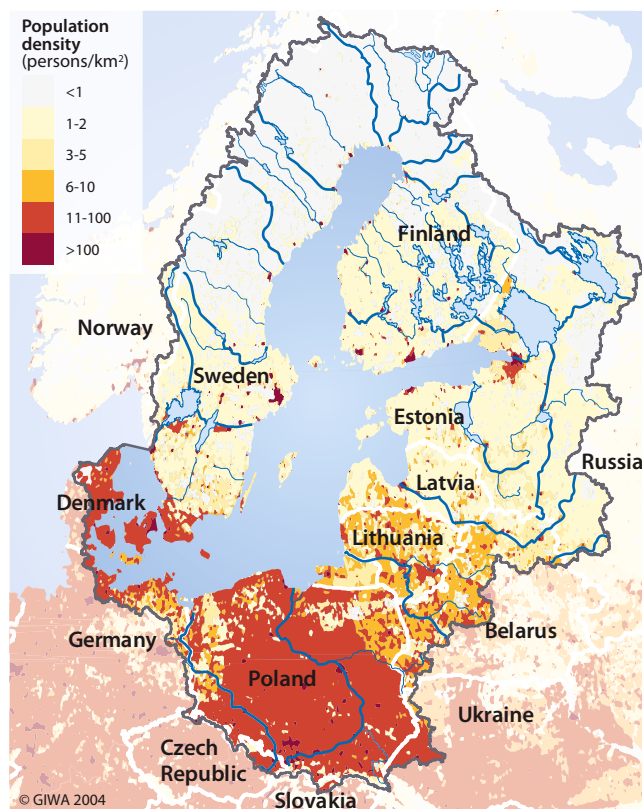 Population
density
(persons/km²)
<1
1-2
3-5
6-10
11-100
>100
Finland
Norway
Sweden
Estonia
Russia
Latvia
Denmark
Lithuania
Germany
Belarus
Poland
Ukraine
Czech
Republic
Slovakia
© GIWA 2004